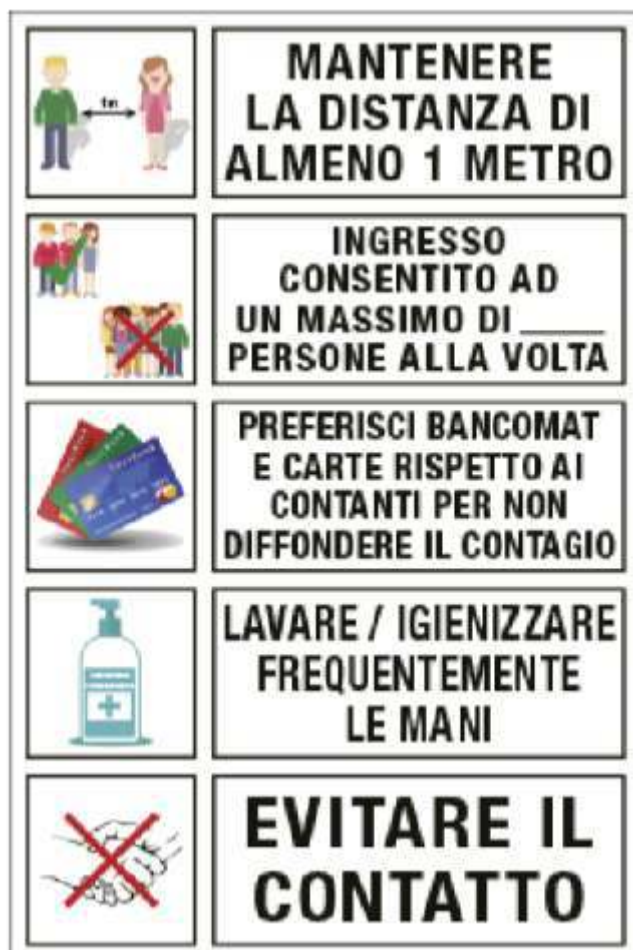 1m
MANTENERE
LA DISTANZA DI
ALMENO 1 METRO
INGRESSO
CONSENTITO AD
UN MASSIMO DI _____
PERSONE ALLA VOLTA
PREFERISCI BANCOMAT
E CARTE RISPETTO AI
CONTANTI PER NON
DIFFONDERE IL CONTAGIO
LAVARE / IGIENIZZARE
FREQUENTEMENTE
LE MANI
EVITARE IL
CONTATTO